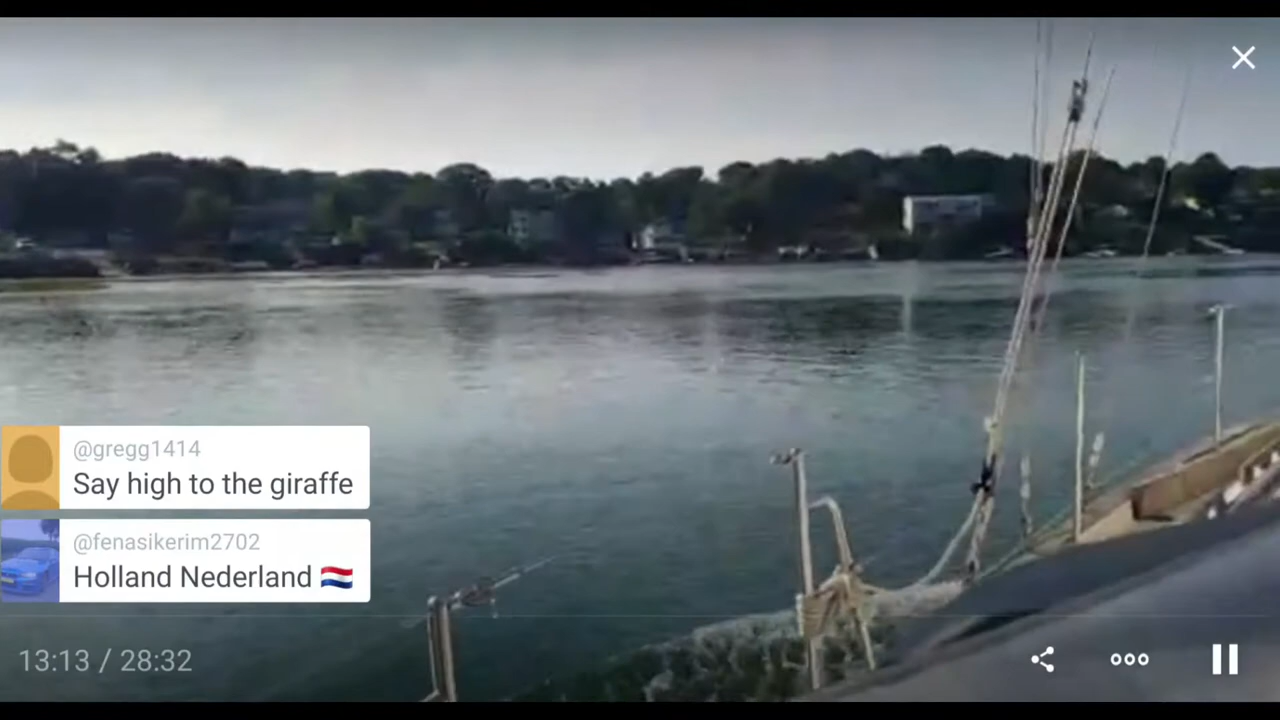 @gregg1414
Say high to the giraffe
@fenasikerim2702
Holland Nederland 🇳🇱
13:13 / 28:32